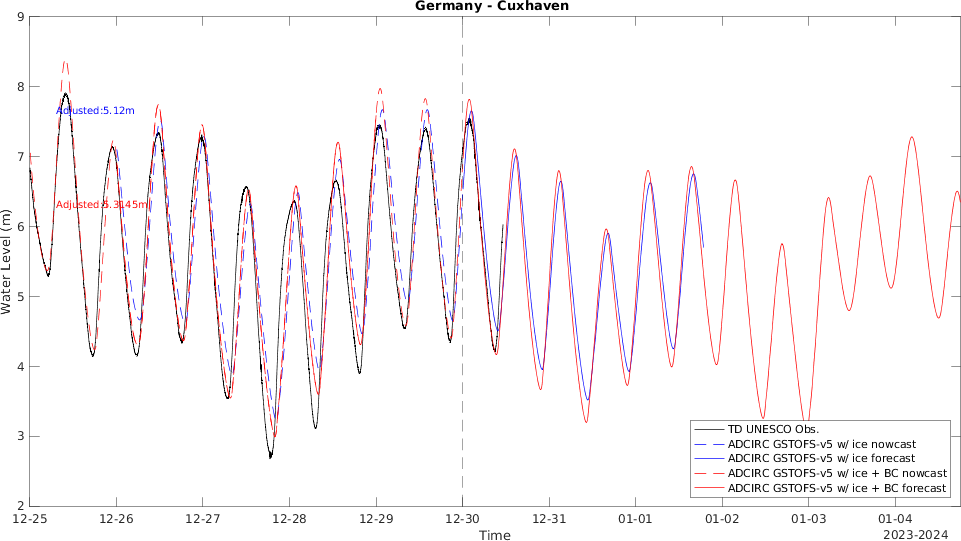 Germany - Cuxhaven
9
8
7
6
5
4
3
2
Water Level (m)
Adjusted:5.12m
Adjusted:5.3145m
TD UNESCO Obs.
ADCIRC GSTOFS-v5 w/ ice nowcast
ADCIRC GSTOFS-v5 w/ ice forecast
ADCIRC GSTOFS-v5 w/ ice + BC nowcast
ADCIRC GSTOFS-v5 w/ ice + BC forecast
12-25 12-26 12-27 12-28 12-29 12-30 12-31 01-01 01-02 01-03 01-04
Time
2023-2024